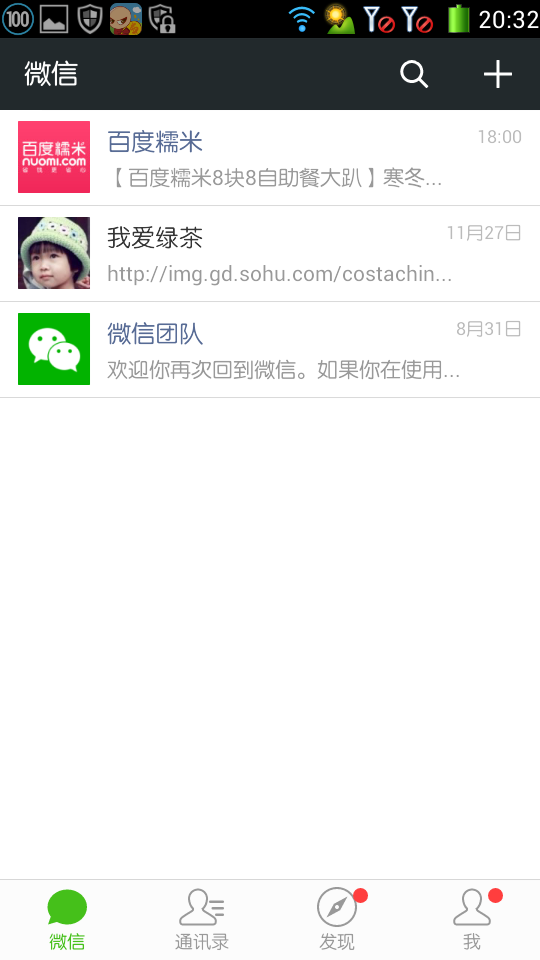 100
20:32
微信
百度糯米
nuomi.com
百度糯米
18:00
【百度糯米8块8自助餐大趴】寒冬...
我爱绿茶
11月27日
http://img.gd.sohu.com/costachin...
微信团队
8月31日
欢迎你再次回到微信。如果你在使用...
微信
通讯录
发现
我